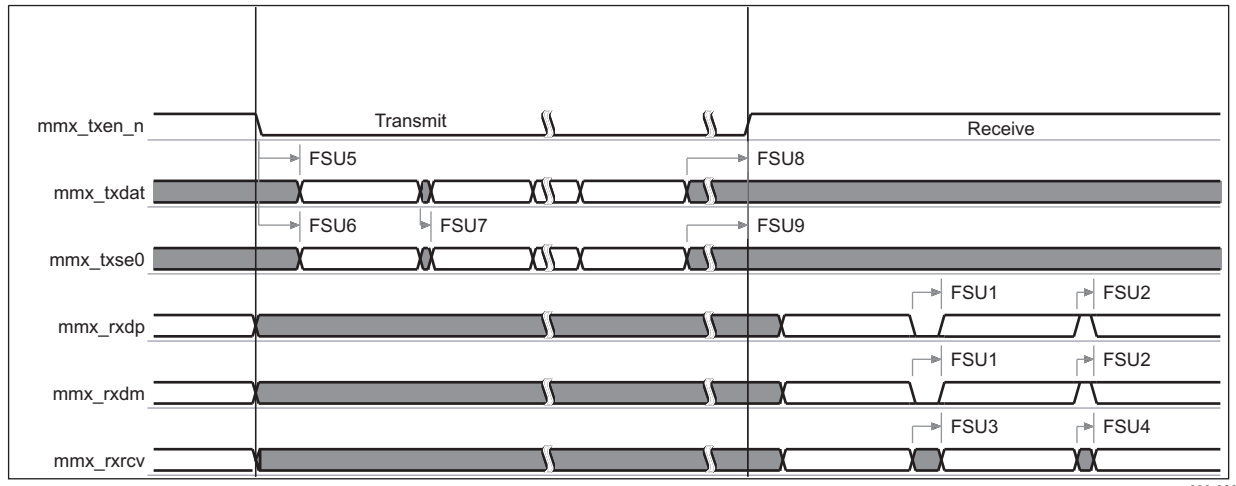 mmx_txen_n
Transmit
Receive
FSU5
FSU8
mmx_txdat
FSU6
FSU7
FSU9
mmx_txse0
FSU1
FSU2
mmx_rxdp
FSU1
FSU2
mmx_rxdm
FSU3
FSU4
mmx_rxrcv